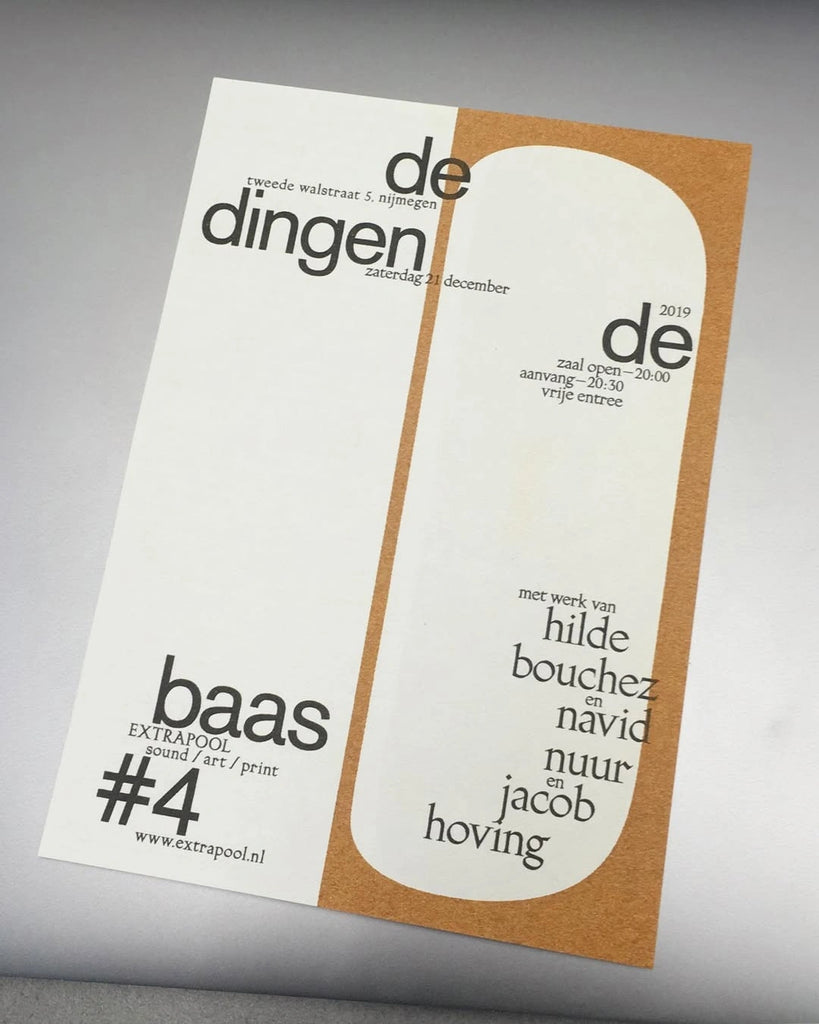 de
tweede walstraat 5, nijmegen
dingen
zaterdag 21 december
2019
de
zaal open—20:00
aanvang—20:30
vrije entree
met werk van
hilde
bouchez
en
navid
nuur
en
jacob
hoving
baas
EXTRAPOOL
sound / art / print
#4
www.extrapool.nl